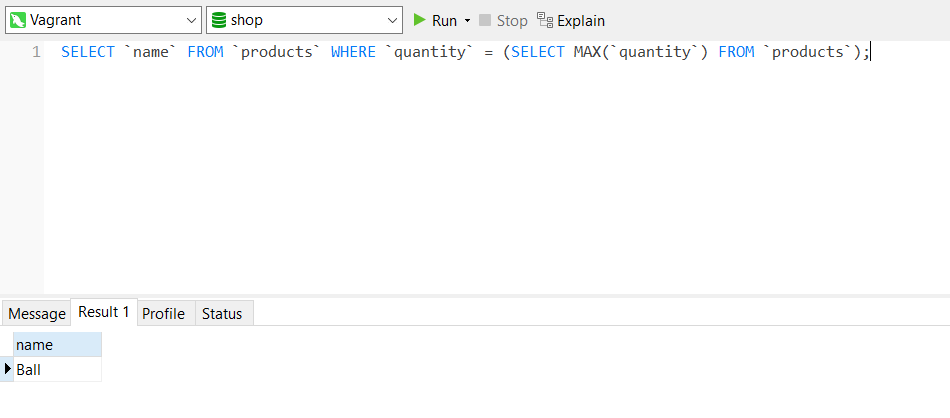 Vagrant shop Run Stop Explain
1 SELECT `name` FROM `products` WHERE `quantity` = (SELECT MAX(`quantity`) FROM `products`);
Message Result 1 Profile Status
name
Ball